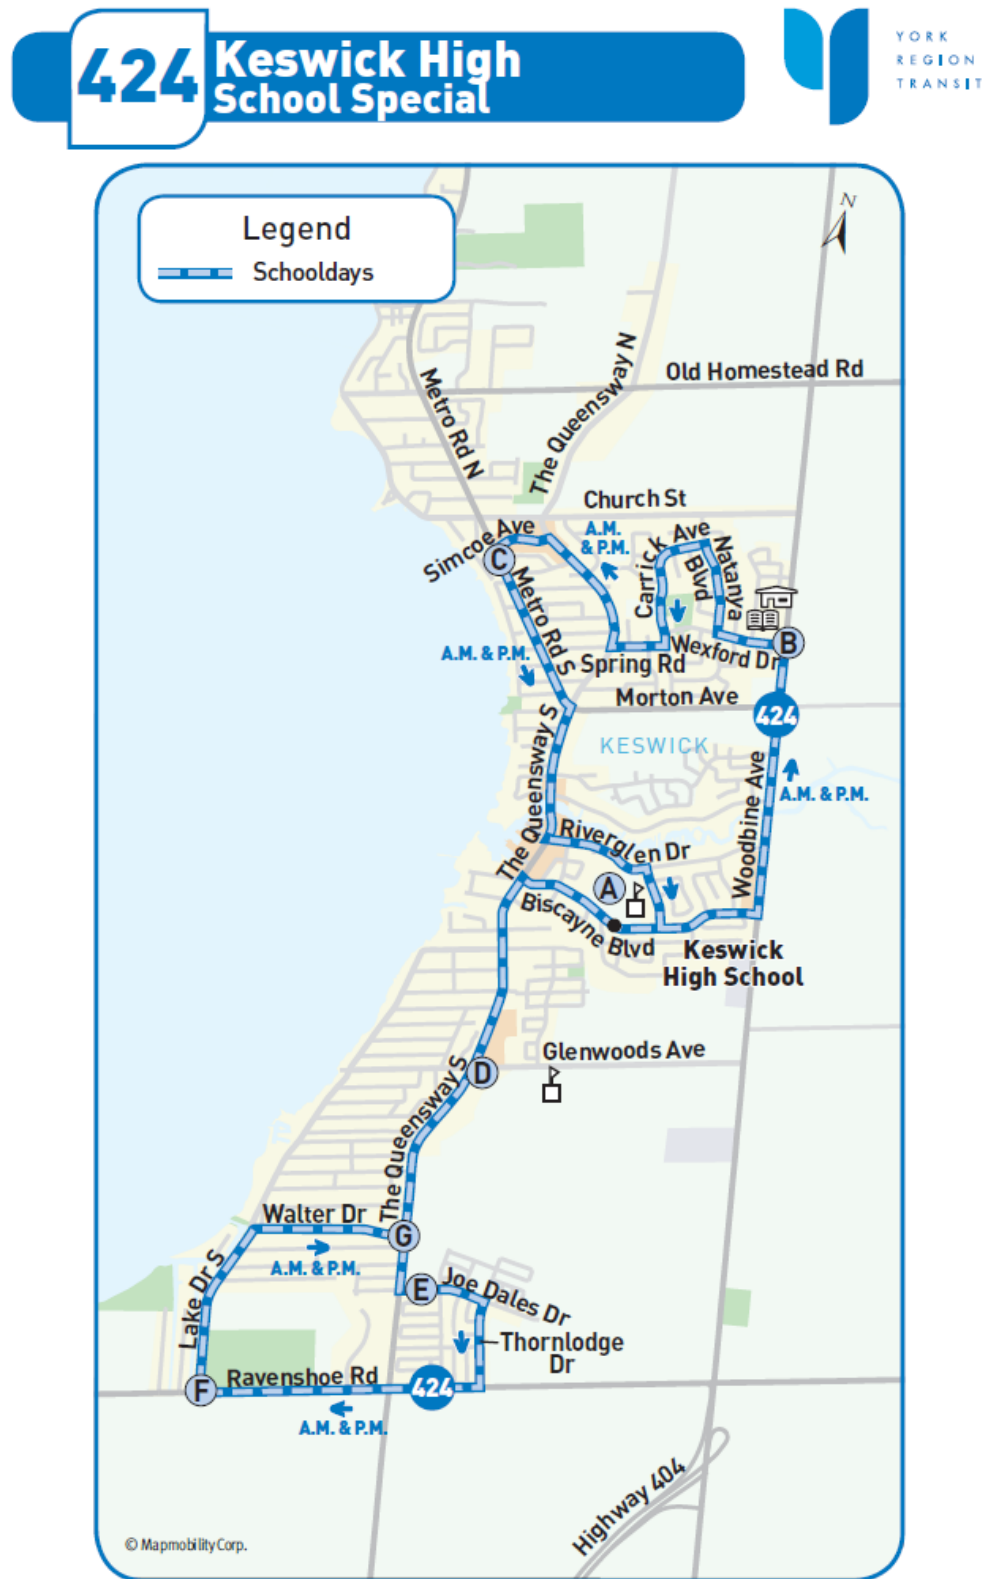 424
Keswick High
School Special
YORK
REGION
TRANSIT
Legend
Schooldays
N
Old Homestead Rd
Metro Rd N
The Queensway N
Church St
Simcoe Ave
A.M.
& P.M.
Carrick Ave
Natanya
Blvd
C
Metro Rd S
B
A.M. & P.M.
Spring Rd
Wexford Dr
Morton Ave
424
KESWICK
The Queensway S
Woodbine Ave
A.M. & P.M.
Riverglen Dr
A
Biscayne Blvd
Keswick
High School
Glenwoods Ave
D
The Queensway S
Walter Dr
G
A.M. & P.M.
E
Joe Dales Dr
Lake Dr S
Thornlodge
Dr
Ravenshoe Rd
F
424
A.M. & P.M.
Highway 404
© Mapmobility Corp.